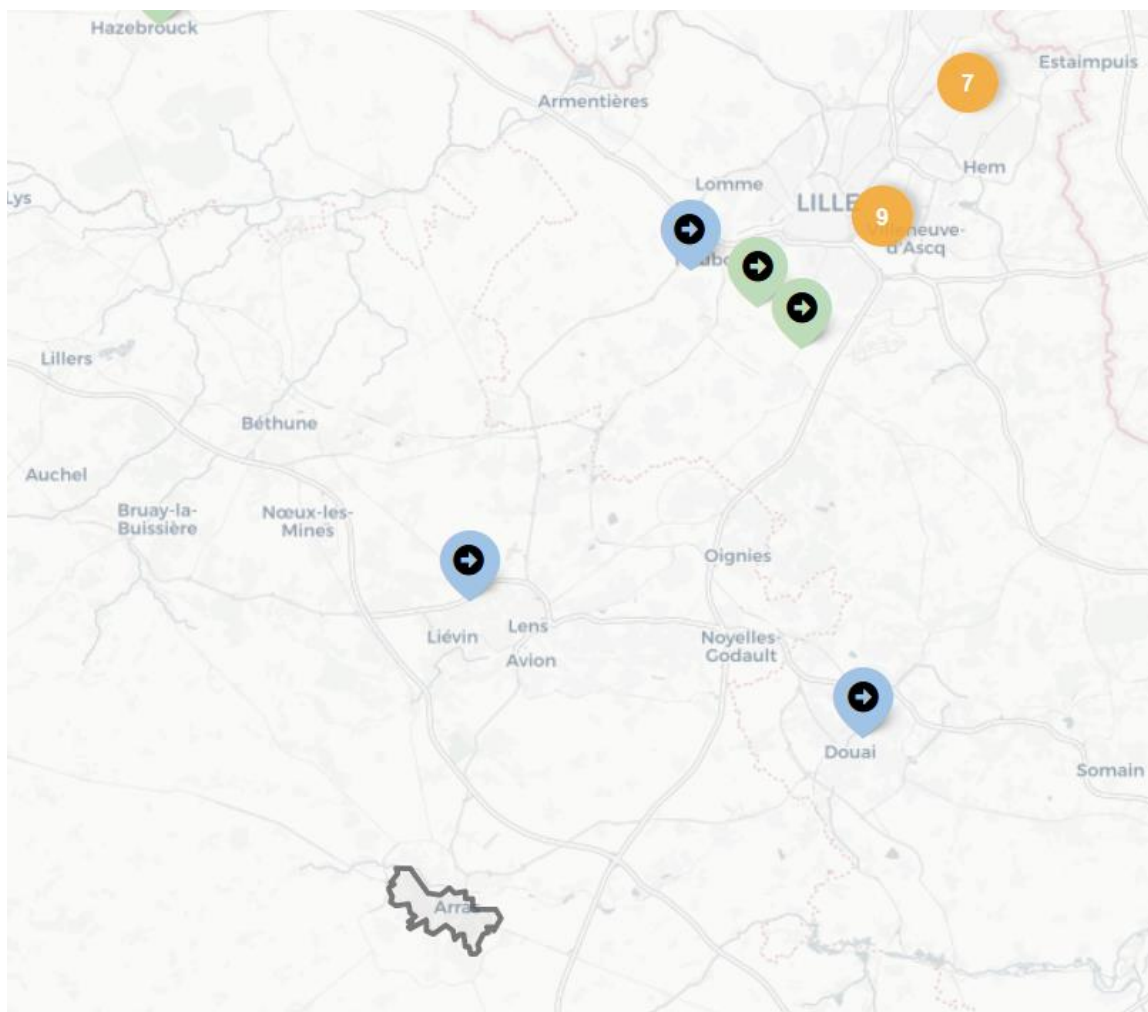 Hazebrouck
Estaimpuis
7
Armentières
Hem
Lomme
Lys
LILLE
9
Villeneuve-
d'Ascq
Lillers
Béthune
Auchel
Bruay-la-
Buissière
Nœux-les-
Mines
Oignies
Lens
Liévin
Noyelles-
Godault
Avion
Douai
Somain
Arras